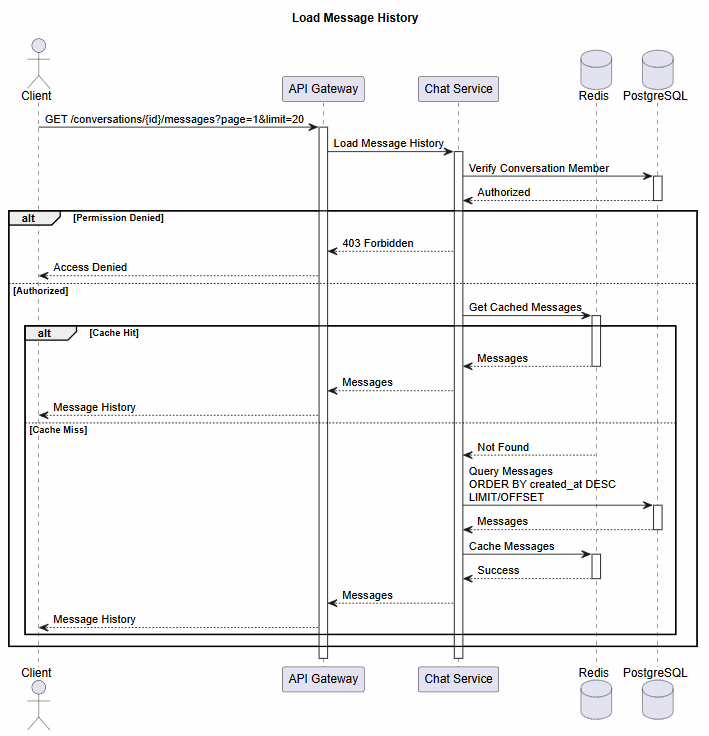 Load Message History
Client
API Gateway
Chat Service
Redis
PostgreSQL
GET /conversations/{id}/messages?page=1&limit=20
Load Message History
Verify Conversation Member
Authorized
alt
[Permission Denied]
403 Forbidden
Access Denied
[Authorized]
Get Cached Messages
alt
[Cache Hit]
Messages
Messages
Message History
[Cache Miss]
Not Found
Query Messages
ORDER BY created_at DESC
LIMIT/OFFSET
Messages
Cache Messages
Success
Messages
Message History
Client
API Gateway
Chat Service
Redis
PostgreSQL